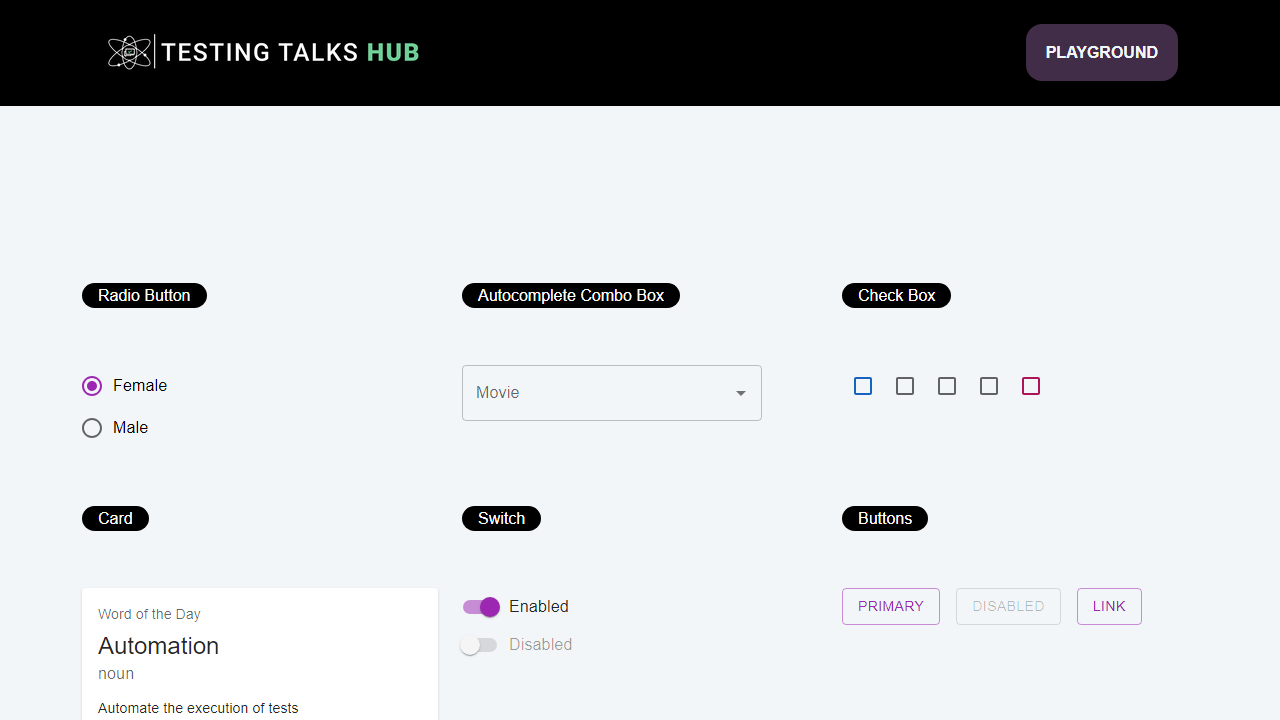 TESTING TALKS HUB
PLAYGROUND
Radio Button
Autocomplete Combo Box
Check Box
Female
Male
Movie
Card
Switch
Buttons
Word of the Day
Automation
noun
Automate the execution of tests
Enabled
Disabled
PRIMARY
DISABLED
LINK